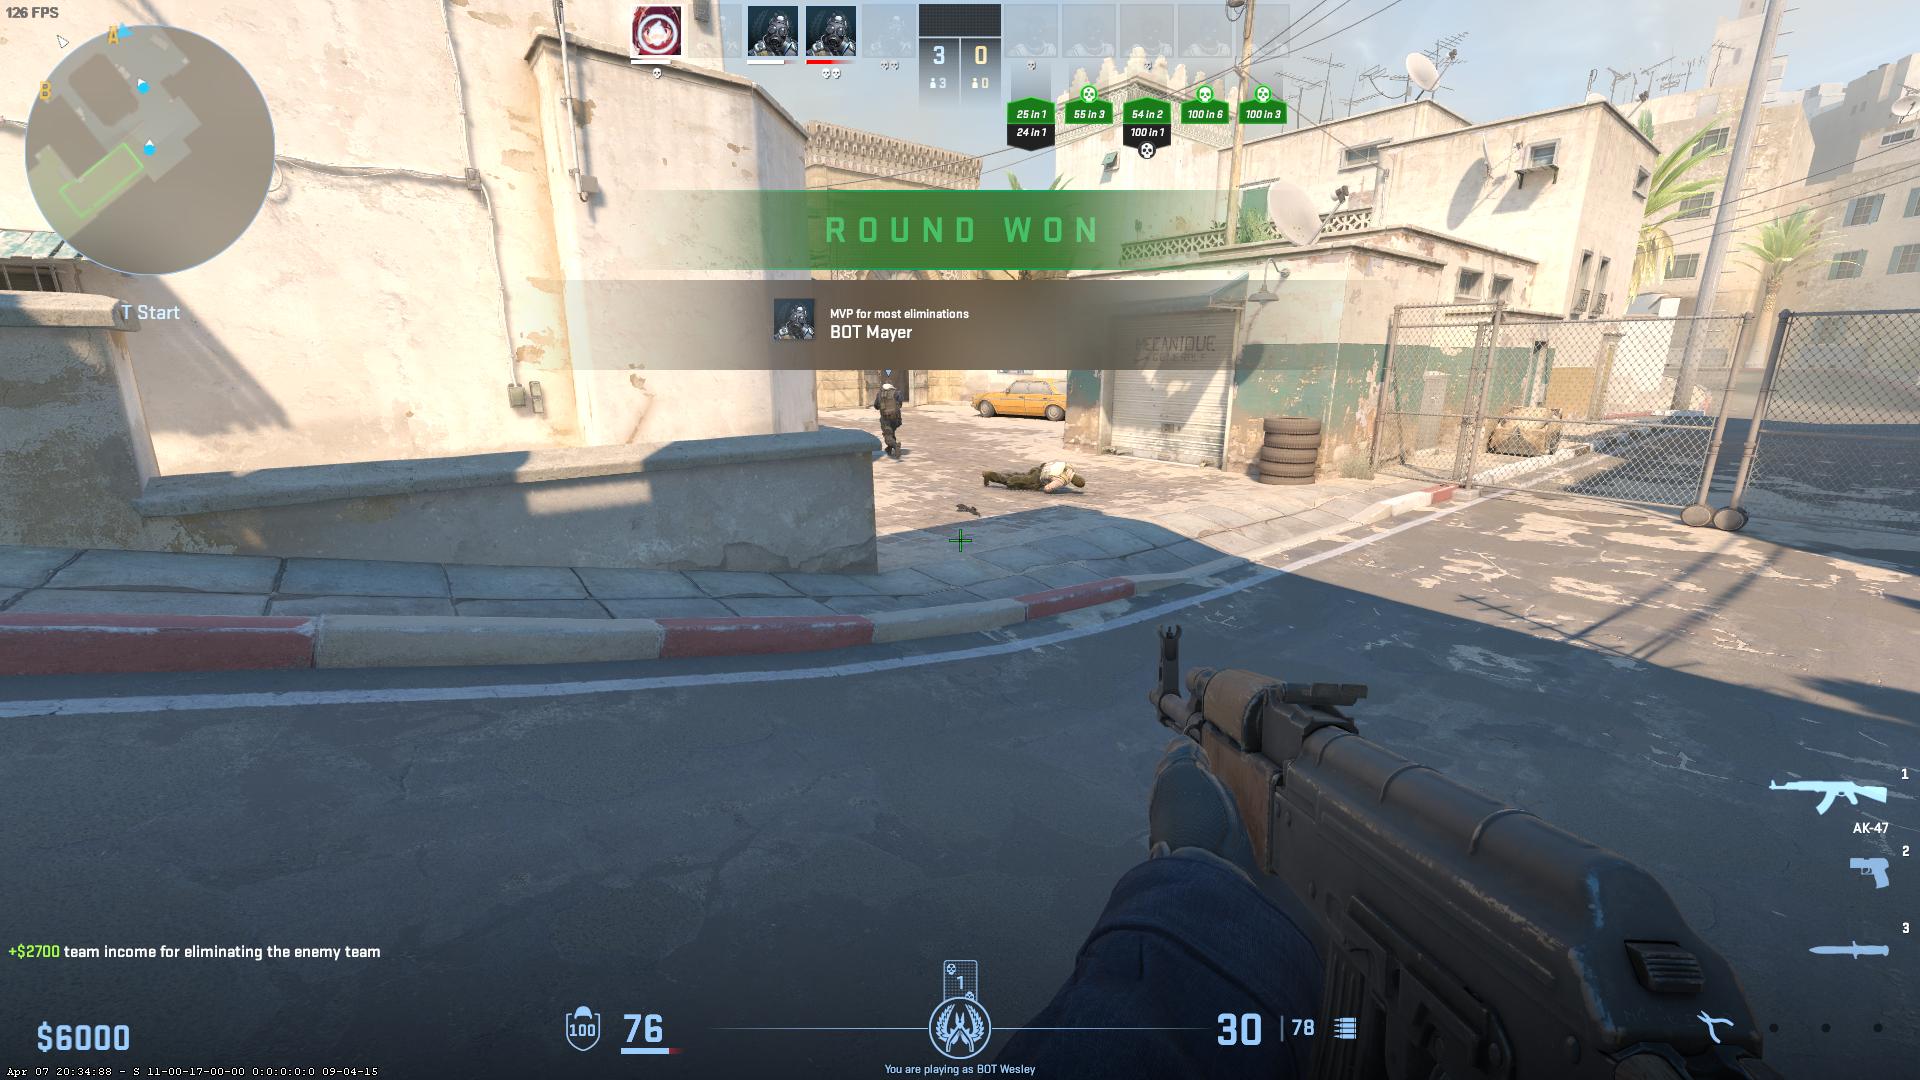 126 FPS
A
B
T Start
3 0
3 0
25 in 1 55 in 3 54 in 2 100 in 6 100 in 3
24 in 1 100 in 1
ROUND WON
MVP for most eliminations
BOT Mayer
MECANIQUE
GENERALE
1
AK-47
2
3
+$2700 team income for eliminating the enemy team
$6000
100 76
1
30 | 78
You are playing as BOT Wesley
Apr 07 20:34:88 - S 11-00-17-00-00 0:0:0:0:0 09-04-15